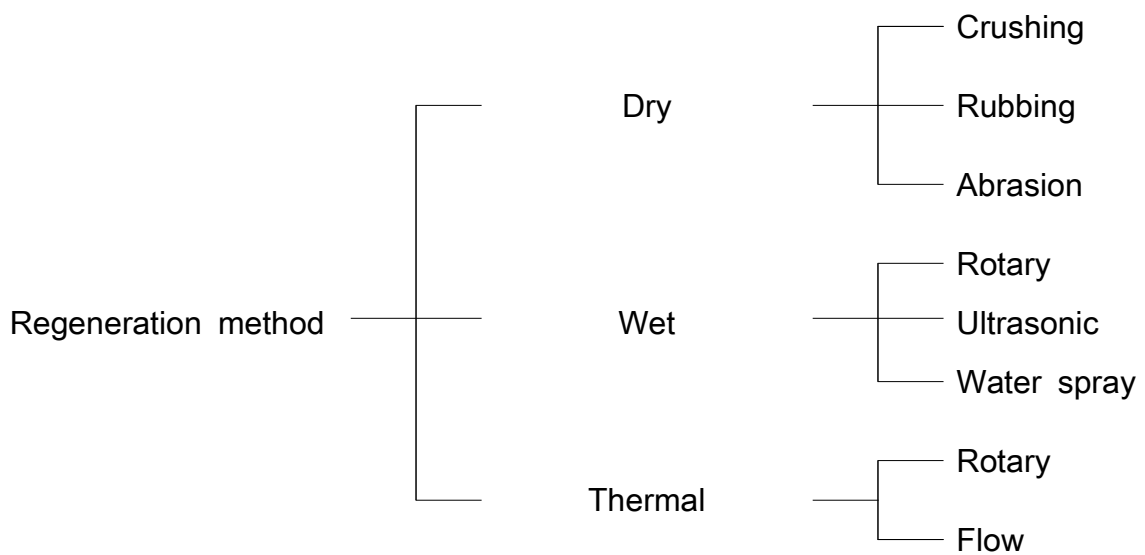 Crushing
Dry
Rubbing
Abrasion
Rotary
Regeneration method
Wet
Ultrasonic
Water spray
Rotary
Thermal
Flow